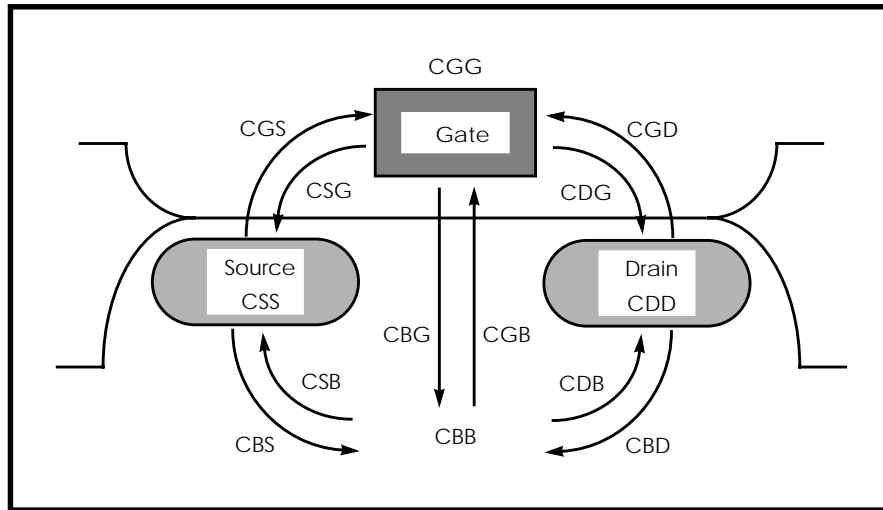 CGG
CGS
Gate
CGD
CSG
CDG
Source
CSS
Drain
CDD
CBG
CGB
CSB
CDB
CBS
CBB
CBD